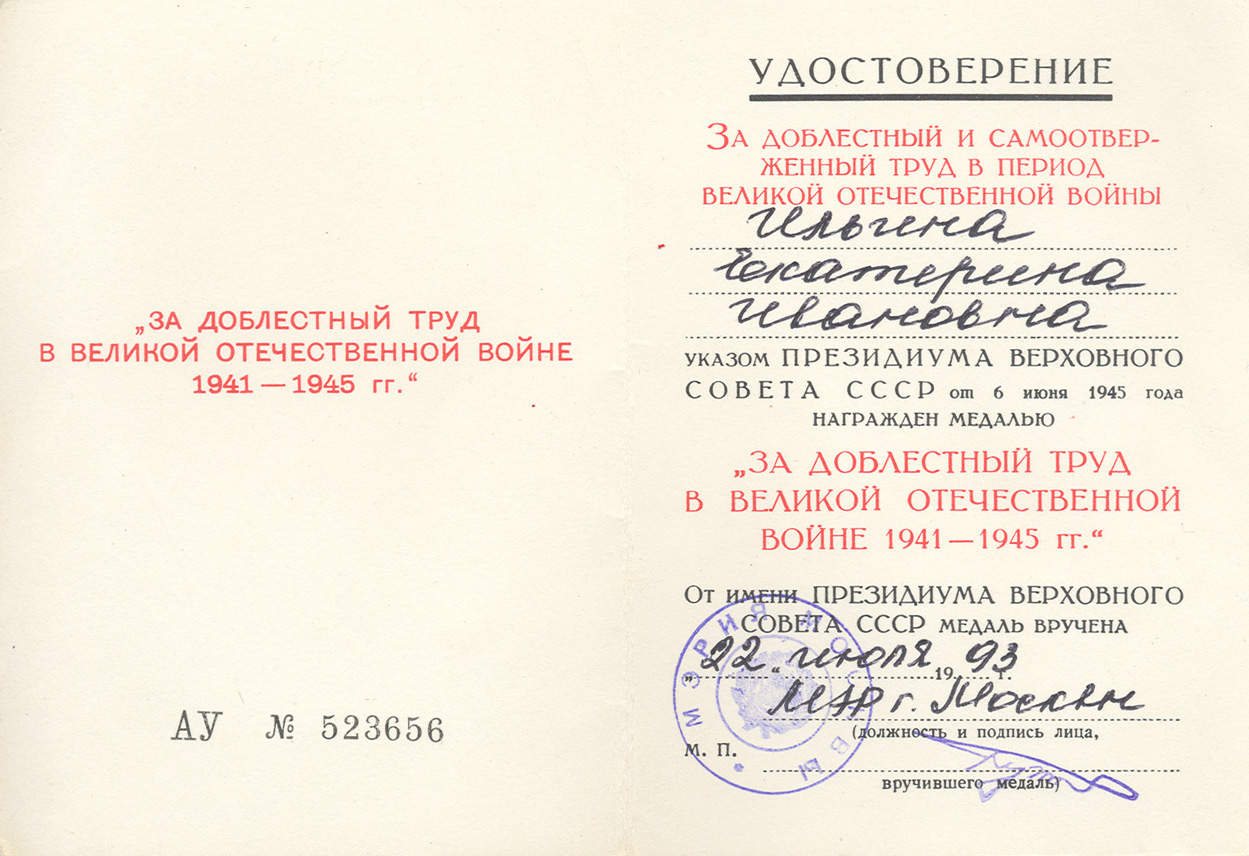 „ЗА ДОБЛЕСТНЫЙ ТРУД
В ВЕЛИКОЙ ОТЕЧЕСТВЕННОЙ ВОЙНЕ
1941 — 1945 гг.“
АУ № 523656
УДОСТОВЕРЕНИЕ
ЗА ДОБЛЕСТНЫЙ И САМООТВЕР-
ЖЕННЫЙ ТРУД В ПЕРИОД
ВЕЛИКОЙ ОТЕЧЕСТВЕННОЙ ВОЙНЫ
Ильина
Екатерина
Ивановна
УКАЗОМ ПРЕЗИДИУМА ВЕРХОВНОГО
СОВЕТА СССР от 6 июня 1945 года
НАГРАЖДЕН МЕДАЛЬЮ
„ЗА ДОБЛЕСТНЫЙ ТРУД
В ВЕЛИКОЙ ОТЕЧЕСТВЕННОЙ
ВОЙНЕ 1941 — 1945 гг.“
От имени ПРЕЗИДИУМА ВЕРХОВНОГО
СОВЕТА СССР МЕДАЛЬ ВРУЧЕНА
„22“ июля 1993 г.
Мэр г. Москвы
(должность и подпись лица,
М. П.
вручившего медаль)
МЭРИЯ МОСКВЫ